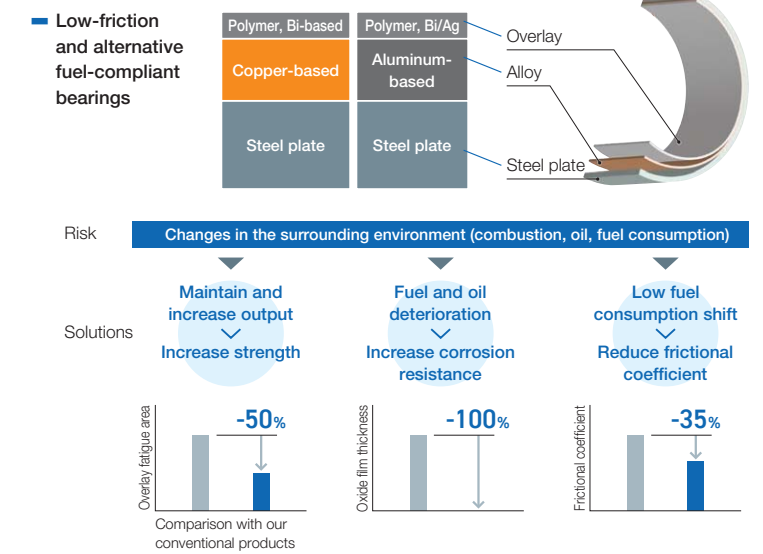 Low-friction
and alternative
fuel-compliant
bearings
Polymer, Bi-based
Polymer, Bi/Ag
Copper-based
Aluminum-
based
Steel plate
Steel plate
Overlay
Alloy
Steel plate
Risk
Changes in the surrounding environment (combustion, oil, fuel consumption)
Solutions
Maintain and
increase output
Increase strength
Fuel and oil
deterioration
Increase corrosion
resistance
Low fuel
consumption shift
Reduce frictional
coefficient
Overlay fatigue area
-50%
Comparison with our
conventional products
Oxide film thickness
-100%
Frictional coefficient
-35%